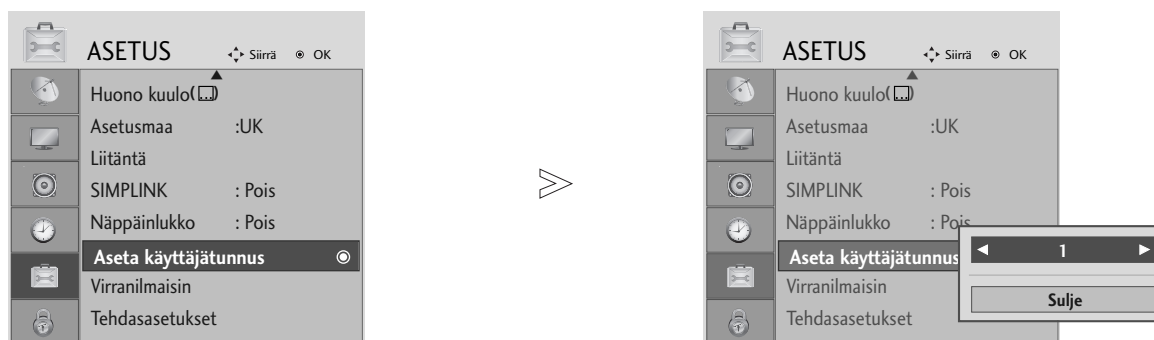 ASETUS Siirrä OK
Huono kuulo( )
Asetusmaa :UK
Liitäntä
SIMPLINK : Pois
Näppäinlukko : Pois
Aseta käyttäjätunnus
Virranilmaisin
Tehdasasetukset
ASETUS Siirrä OK
Huono kuulo( )
Asetusmaa :UK
Liitäntä
SIMPLINK : Pois
Näppäinlukko : Pois
Aseta käyttäjätunnus
Virranilmaisin
Tehdasasetukset
◄ 1 ►
Sulje